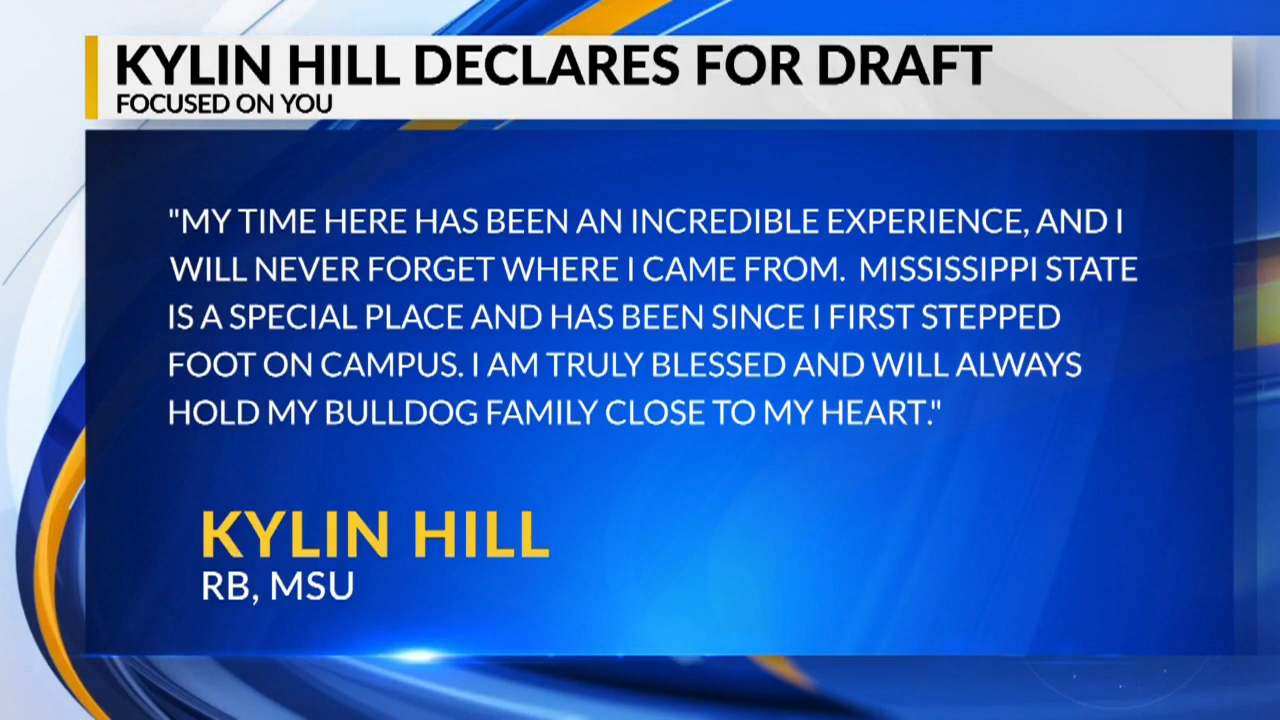 KYLIN HILL DECLARES FOR DRAFT
FOCUSED ON YOU
"MY TIME HERE HAS BEEN AN INCREDIBLE EXPERIENCE, AND I
WILL NEVER FORGET WHERE I CAME FROM.  MISSISSIPPI STATE
IS A SPECIAL PLACE AND HAS BEEN SINCE I FIRST STEPPED
FOOT ON CAMPUS. I AM TRULY BLESSED AND WILL ALWAYS
HOLD MY BULLDOG FAMILY CLOSE TO MY HEART."
KYLIN HILL
RB, MSU